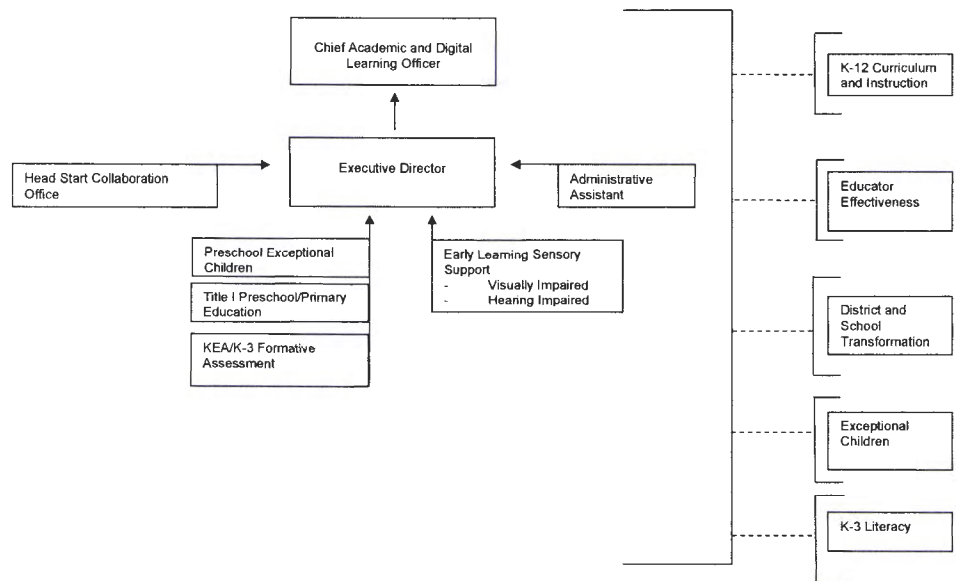 Chief Academic and Digital
Learning Officer
Executive Director
Head Start Collaboration
Office
Administrative
Assistant
Preschool Exceptional
Children
Title I Preschool/Primary
Education
KEA/K-3 Formative
Assessment
Early Learning Sensory
Support
- Visually Impaired
- Hearing Impaired
K-12 Curriculum
and Instruction
Educator
Effectiveness
District and
School
Transformation
Exceptional
Children
K-3 Literacy